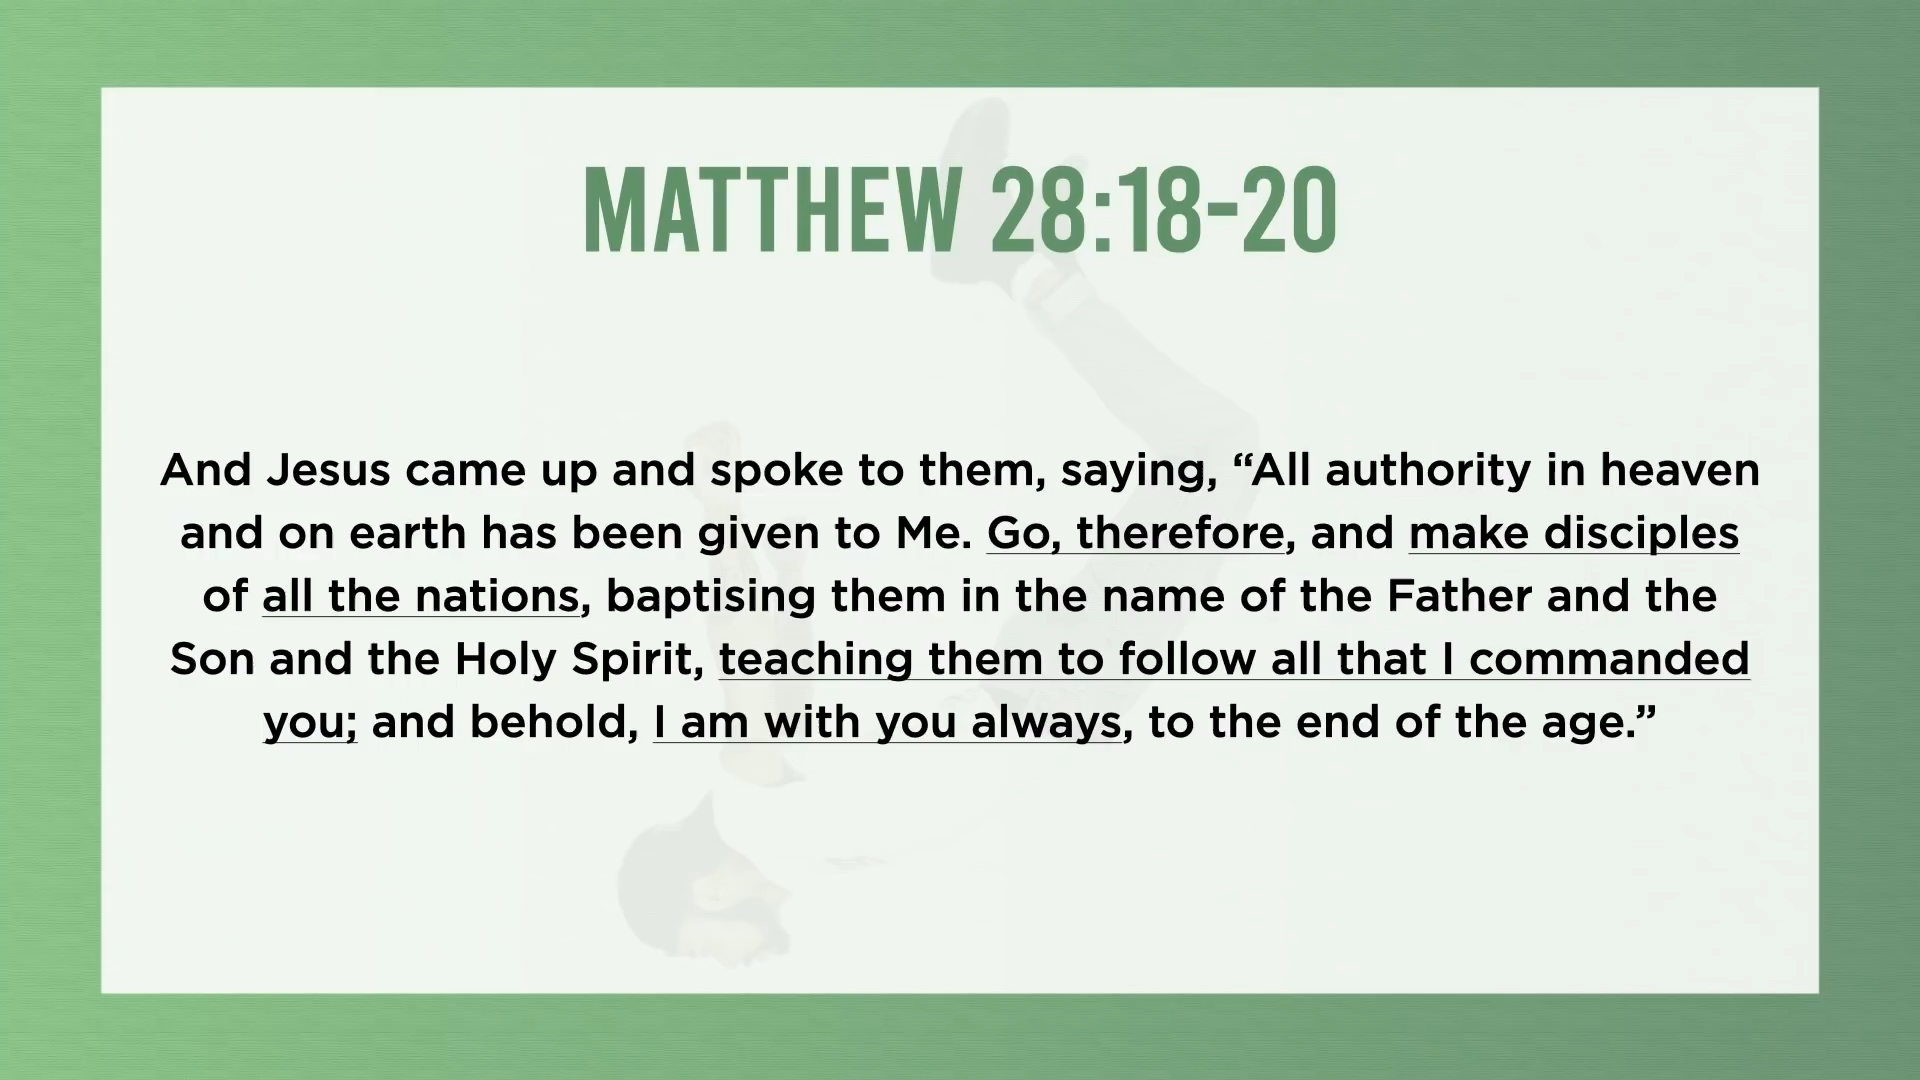 MATTHEW 28:18-20
And Jesus came up and spoke to them, saying, “All authority in heaven
and on earth has been given to Me. Go, therefore, and make disciples
of all the nations, baptising them in the name of the Father and the
Son and the Holy Spirit, teaching them to follow all that I commanded
you; and behold, I am with you always, to the end of the age.”